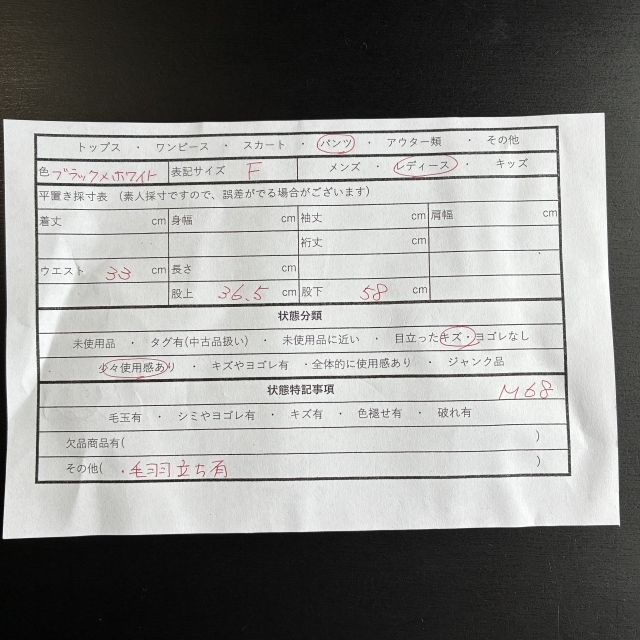 トップス ・ ワンピース ・ スカート ・ パンツ ・ アウター類 ・ その他
色 ブラック×ホワイト 表記サイズ F メンズ ・ レディース ・ キッズ
平置き採寸表 (素人採寸ですので、誤差がでる場合がございます)
着丈 cm 身幅 cm 袖丈 cm 肩幅 cm
裄丈 cm
ウエスト 33 cm 長さ cm
股上 36.5 cm 股下 58 cm
状態分類
未使用品 ・ タグ有(中古品扱い) ・ 未使用品に近い ・ 目立ったキズ・ヨゴレなし
少々使用感あり ・ キズやヨゴレ有 ・全体的に使用感あり ・ ジャンク品
状態特記事項 M68
毛玉有 ・ シミやヨゴレ有 ・ キズ有 ・ 色褪せ有 ・ 破れ有
欠品商品有( )
その他( ・毛羽立ち有 )